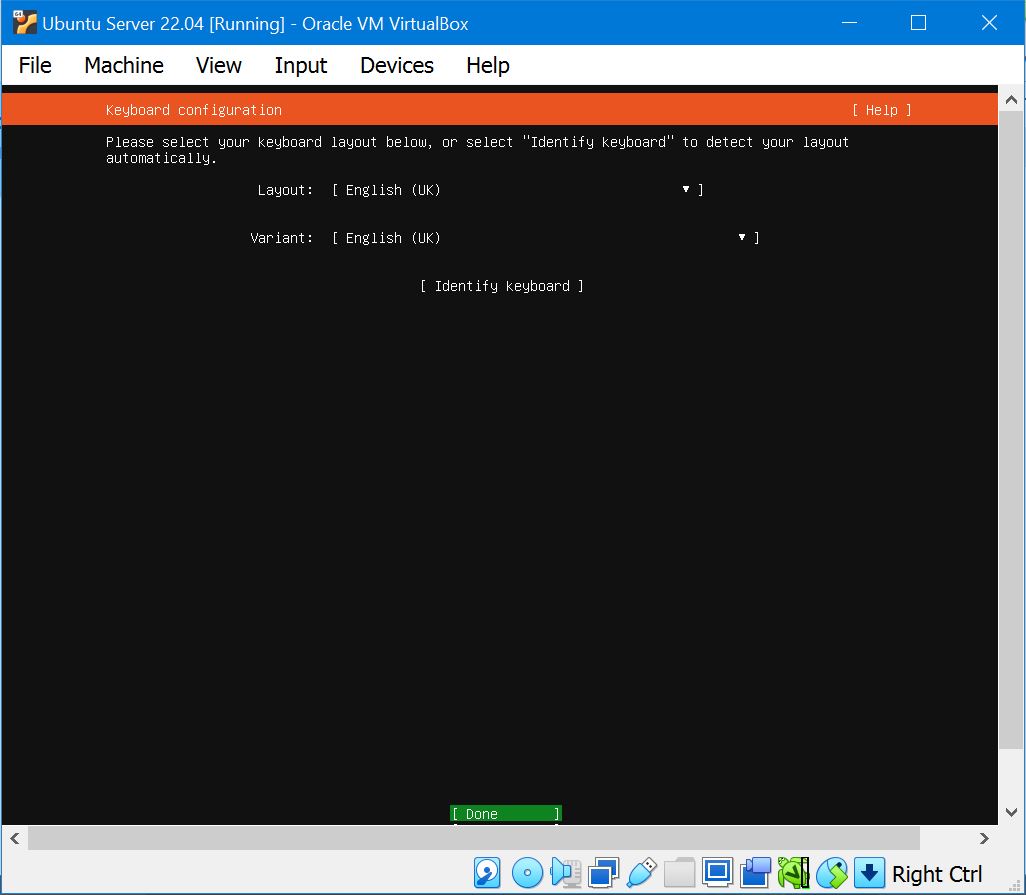 Ubuntu Server 22.04 [Running] - Oracle VM VirtualBox
File Machine View Input Devices Help
Keyboard configuration [ Help ]
Please select your keyboard layout below, or select "Identify keyboard" to detect your layout
automatically.
Layout: [ English (UK) ▾ ]
Variant: [ English (UK) ▾ ]
[ Identify keyboard ]
[ Done ]
Right Ctrl